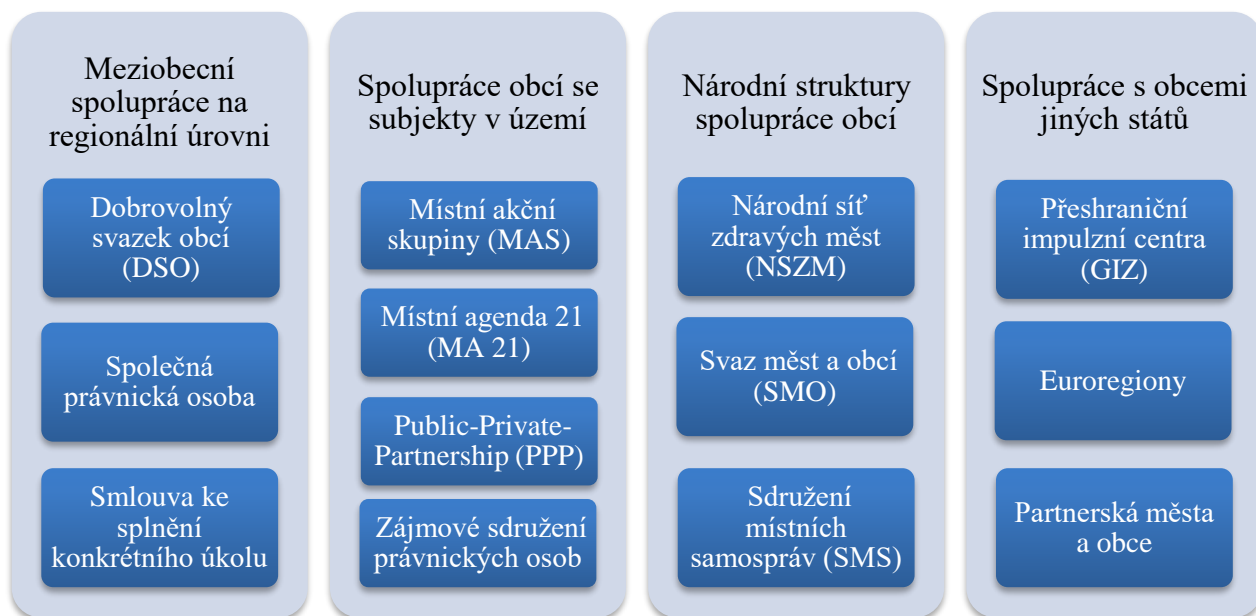 Meziobecní
spolupráce na
regionální úrovni
Dobrovolný
svazek obcí
(DSO)
Společná
právnická osoba
Smlouva ke
splnění
konkrétního úkolu
Spolupráce obcí se
subjekty v území
Místní akční
skupiny (MAS)
Místní agenda 21
(MA 21)
Public-Private-
Partnership (PPP)
Zájmové sdružení
právnických osob
Národní struktury
spolupráce obcí
Národní síť
zdravých měst
(NSZM)
Svaz měst a obcí
(SMO)
Sdružení
místních
samospráv (SMS)
Spolupráce s obcemi
jiných států
Přeshraniční
impulzní centra
(GIZ)
Euroregiony
Partnerská města
a obce